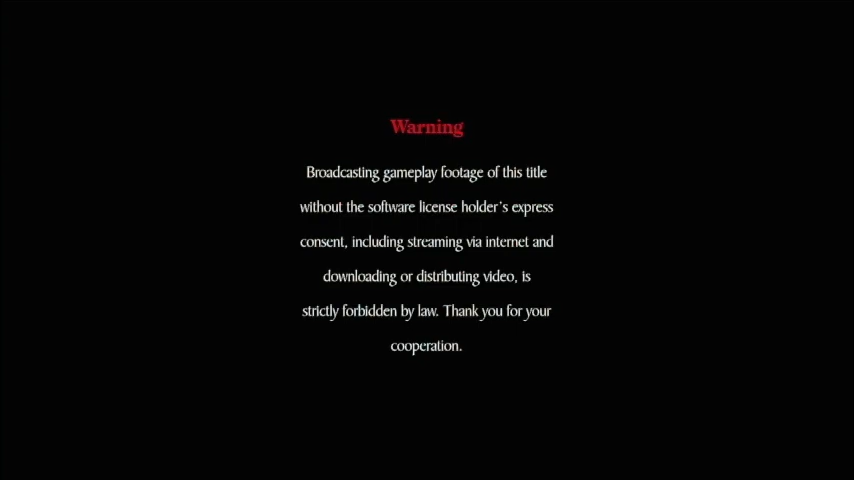 Warning
Broadcasting gameplay footage of this title
without the software license holder's express
consent, including streaming via internet and
downloading or distributing video, is
strictly forbidden by law. Thank you for your
cooperation.